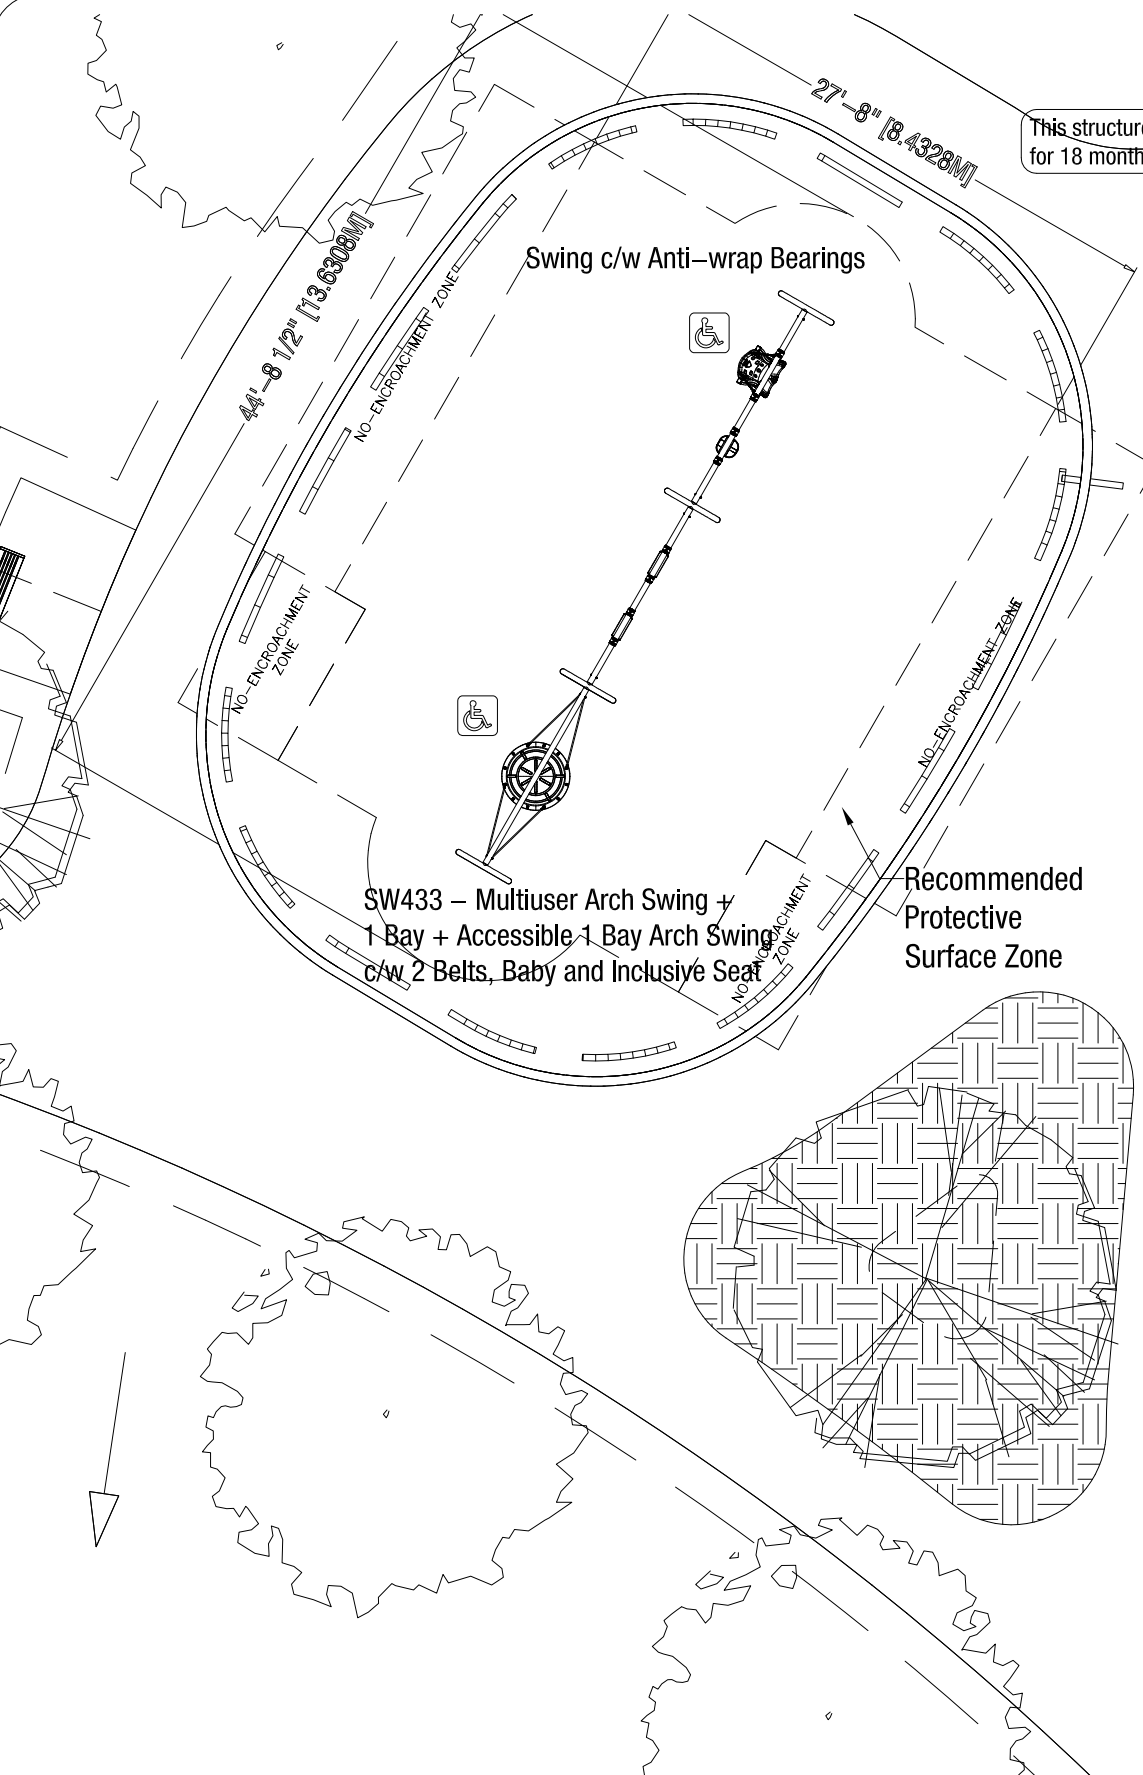 27'–8" [8.4328M]
This structure
for 18 month
44'–8 1/2" [13.6308M]
Swing c/w Anti–wrap Bearings
NO–ENCROACHMENT ZONE
NO–ENCROACHMENT
ZONE
NO–ENCROACHMENT ZONE
SW433 – Multiuser Arch Swing +
1 Bay + Accessible 1 Bay Arch Swing
c/w 2 Belts, Baby and Inclusive Seat
NO–ENCROACHMENT
ZONE
Recommended
Protective
Surface Zone